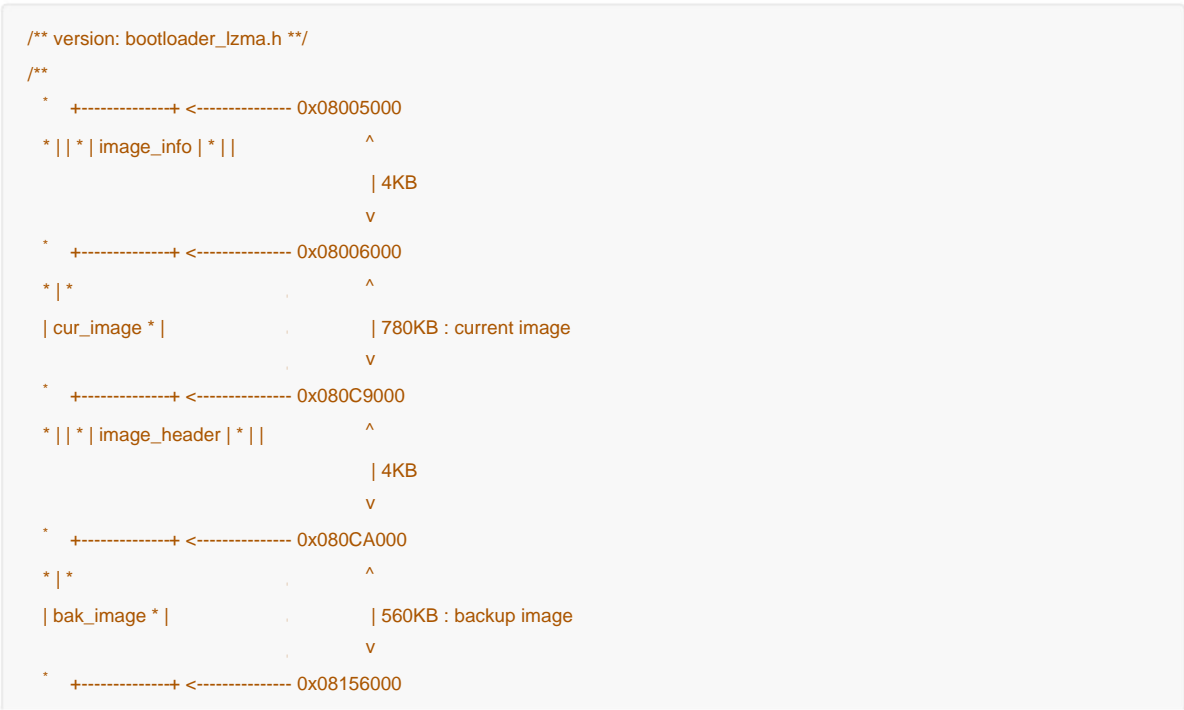 /** version: bootloader_lzma.h **/
/**
* +--------------+ <--------------- 0x08005000
* | | * | image_info | * | | ^
| 4KB
v
* +--------------+ <--------------- 0x08006000
* | * ^
| cur_image * | | 780KB : current image
v
* +--------------+ <--------------- 0x080C9000
* | | * | image_header | * | | ^
| 4KB
v
* +--------------+ <--------------- 0x080CA000
* | * ^
| bak_image * | | 560KB : backup image
v
* +--------------+ <--------------- 0x08156000